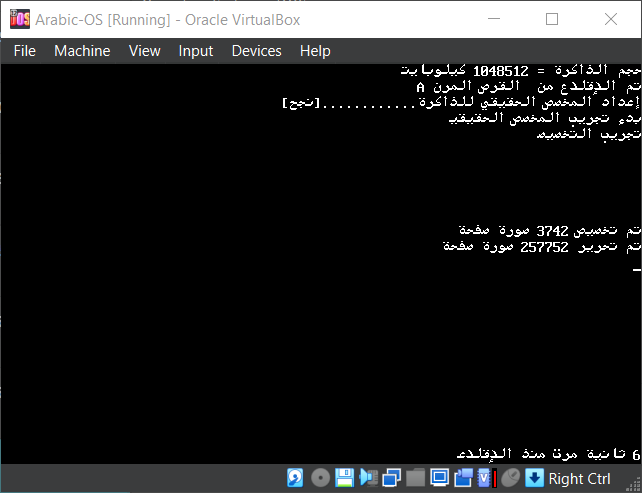 Arabic-OS [Running] - Oracle VirtualBox
File Machine View Input Devices Help
حجم الذاكرة = 1048512 كيلوبايت
تم الإقلاع من القرص المرن A
إعداد المخصص الحقيقي للذاكرة............[نجح]
بدء تجريب المخصص الحقيقي
تجريب التخصيص
تم تخصيص 3742 صورة صفحة
تم تحرير 257752 صورة صفحة
6 ثانية مرت منذ الإقلاع
Right Ctrl